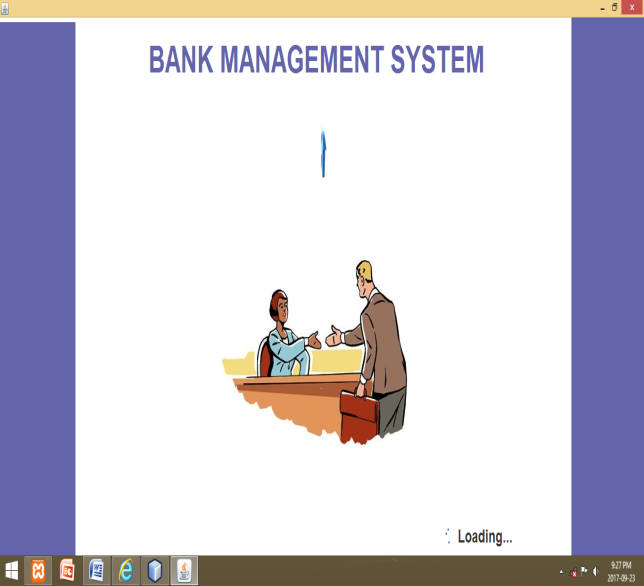 BANK MANAGEMENT SYSTEM
Loading...
9:27 PM
2017-09-23